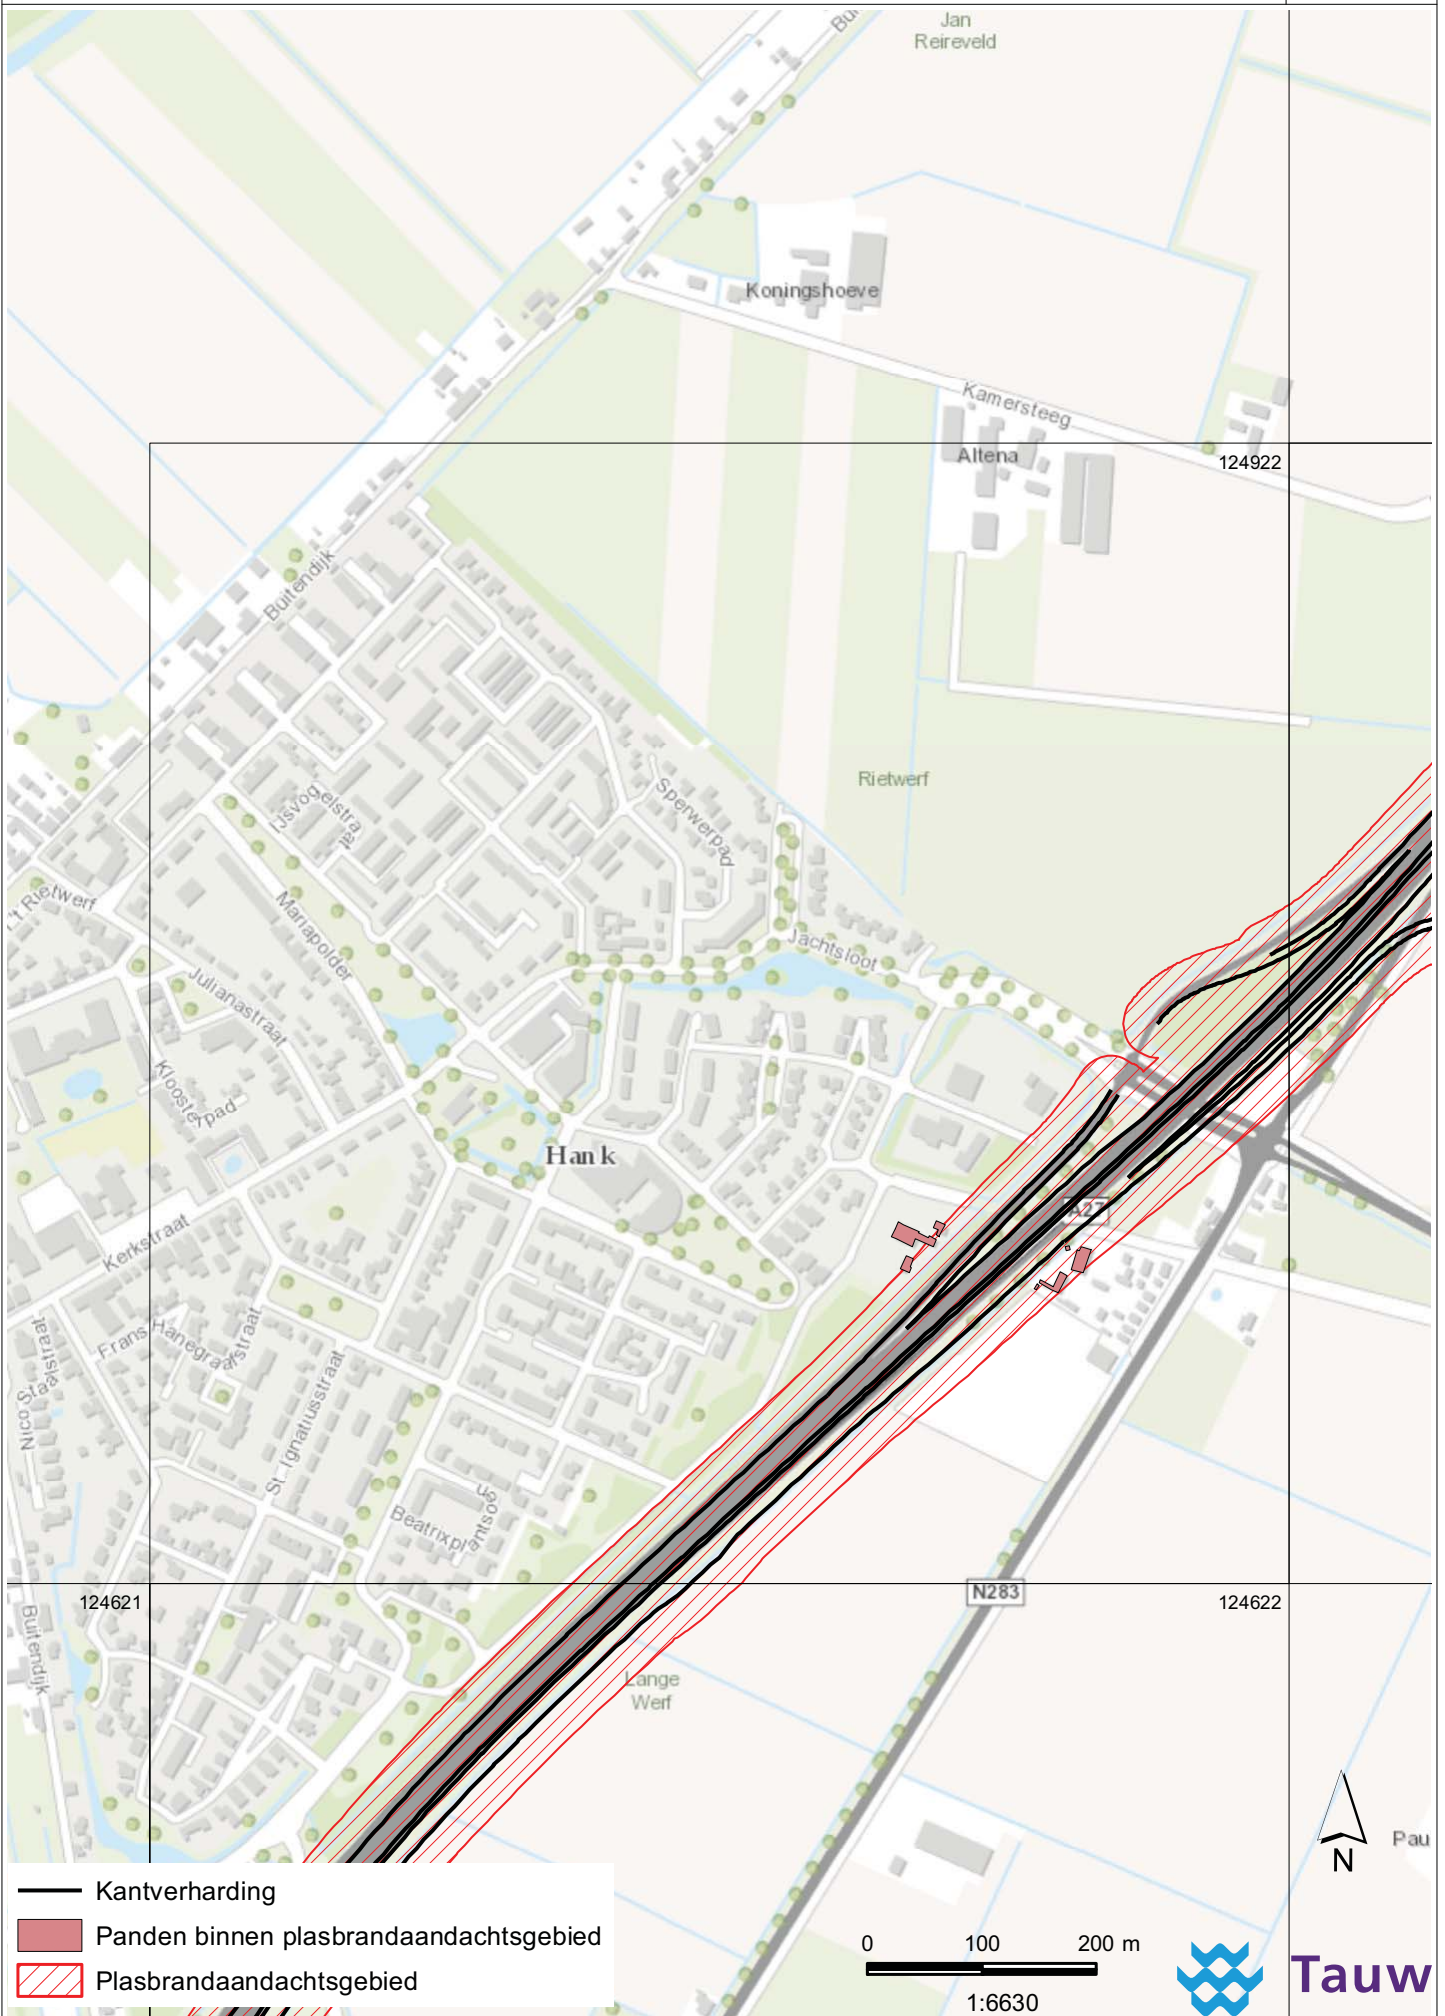 Jan
Reireveld
Koningshoeve
Kamersteeg
Altena
124922
Buitendijk
Rietwerf
Sperwerpad
IJsvogelstraat
't Rietwerf
Mariapolder
Jachtsloot
Julianastraat
Kloosterpad
Hank
A27
Kerkstraat
Frans Hanegraafstraat
Nico Staalstraat
St.-Ignatiusstraat
Beatrixplantsoen
124621
N283
124622
Buitendijk
Lange
Werf
Pau
N
Kantverharding
Panden binnen plasbrandaandachtsgebied
Plasbrandaandachtsgebied
0 100 200 m
1:6630
Tauw